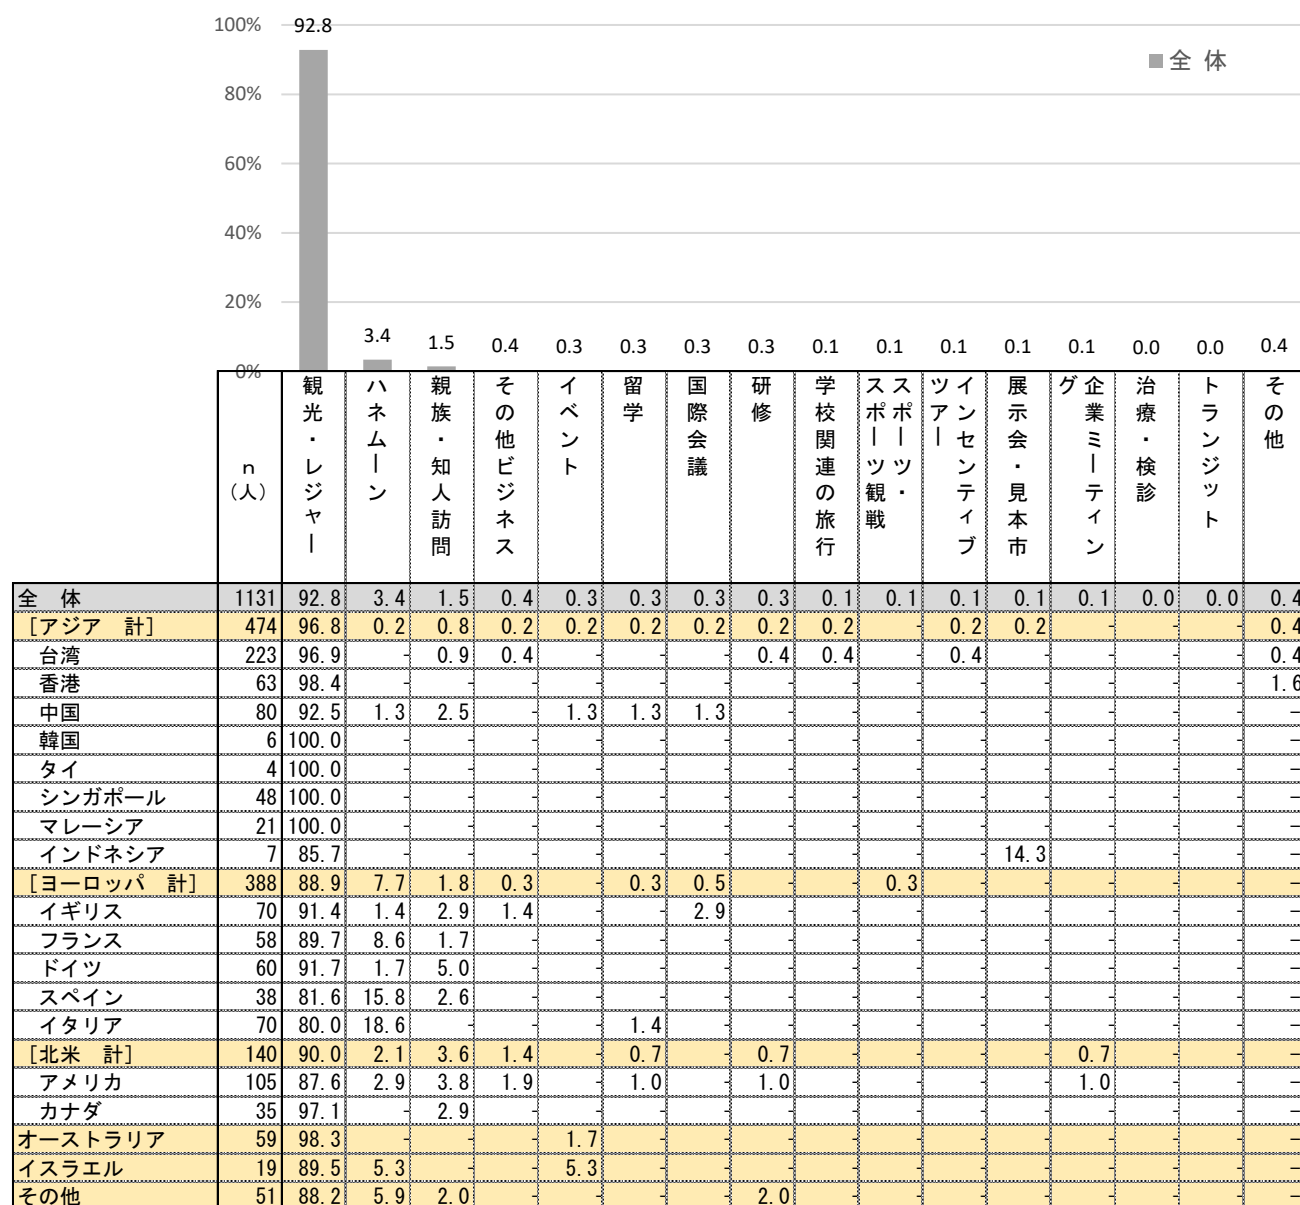 100%
80%
60%
40%
20%
0%
全 体
92.8 3.4 1.5 0.4 0.3 0.3 0.3 0.3 0.1 0.1 0.1 0.1 0.1 0.0 0.0 0.4
n
（人）
観光・レジャー
ハネムーン
親族・知人訪問
その他ビジネス
イベント
留学
国際会議
研修
学校関連の旅行
スポーツ・
スポーツ観戦
インセンティブ
ツアー
展示会・見本市
企業ミーティン
グ
治療・検診
トランジット
その他
全 体 1131 92.8 3.4 1.5 0.4 0.3 0.3 0.3 0.3 0.1 0.1 0.1 0.1 0.1 0.0 0.0 0.4
［アジア 計］ 474 96.8 0.2 0.8 0.2 0.2 0.2 0.2 0.2 0.2 - 0.2 0.2 - - - 0.4
台湾 223 96.9 - 0.9 0.4 - - - 0.4 0.4 - 0.4 - - - - 0.4
香港 63 98.4 - - - - - - - - - - - - - - 1.6
中国 80 92.5 1.3 2.5 - 1.3 1.3 1.3 - - - - - - - - -
韓国 6 100.0 - - - - - - - - - - - - - - -
タイ 4 100.0 - - - - - - - - - - - - - - -
シンガポール 48 100.0 - - - - - - - - - - - - - - -
マレーシア 21 100.0 - - - - - - - - - - - - - - -
インドネシア 7 85.7 - - - - - - - - - - 14.3 - - - -
［ヨーロッパ 計］ 388 88.9 7.7 1.8 0.3 - 0.3 0.5 - - 0.3 - - - - - -
イギリス 70 91.4 1.4 2.9 1.4 - - 2.9 - - - - - - - - -
フランス 58 89.7 8.6 1.7 - - - - - - - - - - - - -
ドイツ 60 91.7 1.7 5.0 - - - - - - - - - - - - -
スペイン 38 81.6 15.8 2.6 - - - - - - - - - - - - -
イタリア 70 80.0 18.6 - - - 1.4 - - - - - - - - - -
［北米 計］ 140 90.0 2.1 3.6 1.4 - 0.7 - 0.7 - - - - 0.7 - - -
アメリカ 105 87.6 2.9 3.8 1.9 - 1.0 - 1.0 - - - - 1.0 - - -
カナダ 35 97.1 - 2.9 - - - - - - - - - - - - -
オーストラリア 59 98.3 - - - 1.7 - - - - - - - - - - -
イスラエル 19 89.5 5.3 - - 5.3 - - - - - - - - - - -
その他 51 88.2 5.9 2.0 - - - - 2.0 - - - - - - - -